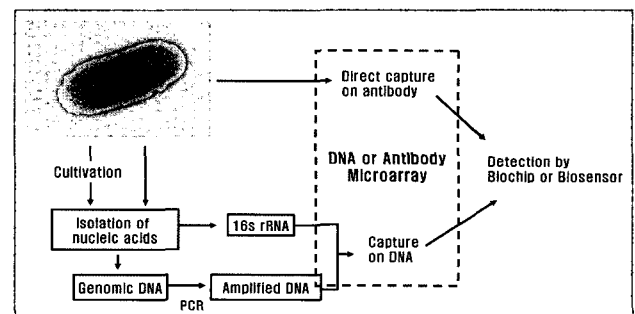 Direct capture
on antibody
DNA or Antibody
Microarray
Detection by
Biochip or Biosensor
Cultivation
Isolation of
nucleic acids
16s rRNA
Capture
on DNA
Genomic DNA
PCR
Amplified DNA